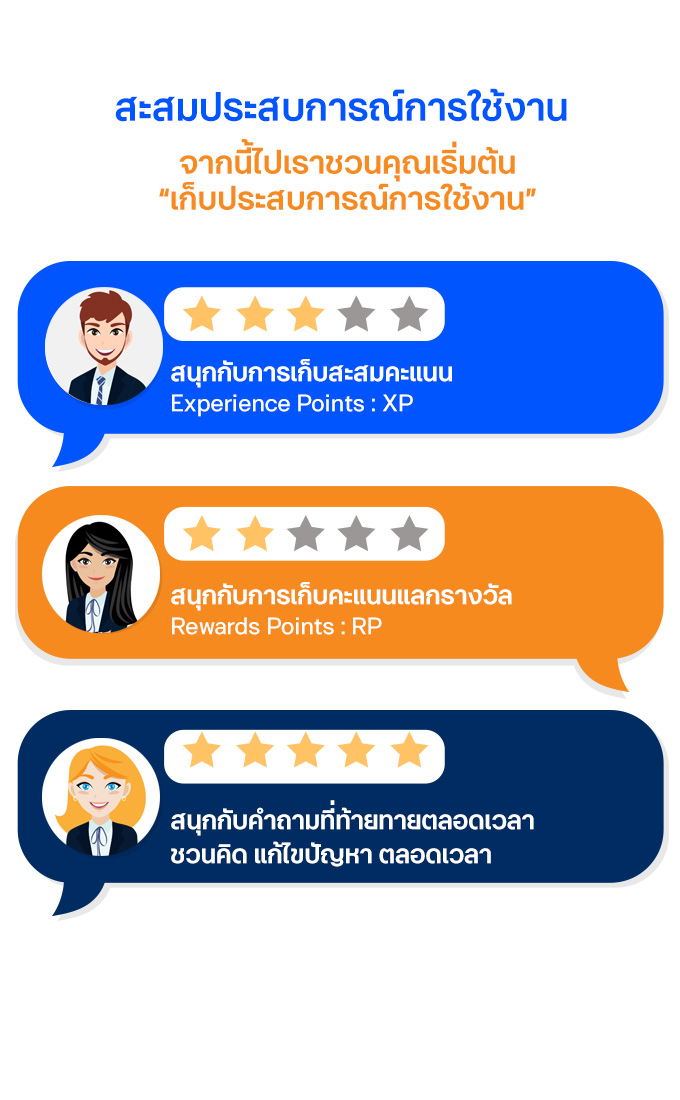 สะสมประสบการณ์การใช้งาน
จากนี้ไปเราชวนคุณเริ่มต้น
“เก็บประสบการณ์การใช้งาน”
สนุกกับการเก็บสะสมคะแนน
Experience Points : XP
สนุกกับการเก็บคะแนนแลกรางวัล
Rewards Points : RP
สนุกกับคำถามที่ท้ายทายตลอดเวลา
ชวนคิด แก้ไขปัญหา ตลอดเวลา